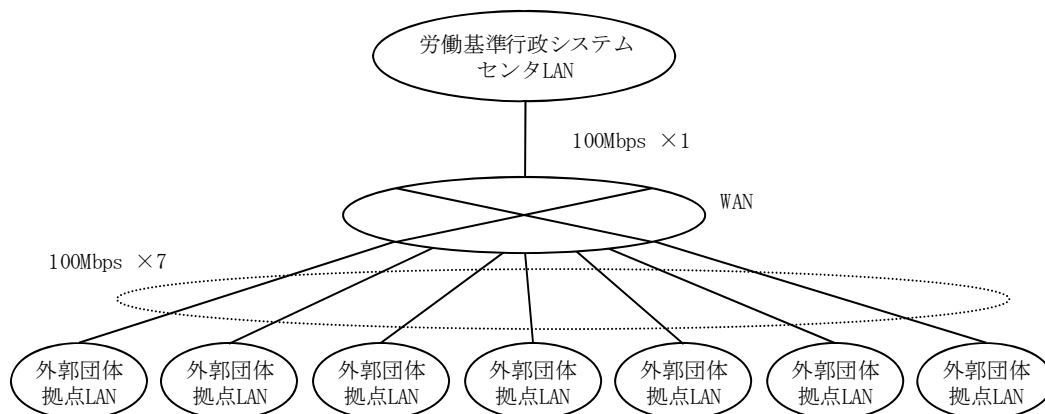 労働基準行政システム
センタLAN
100Mbps ×1
WAN
100Mbps ×7
外郭団体
拠点LAN
外郭団体
拠点LAN
外郭団体
拠点LAN
外郭団体
拠点LAN
外郭団体
拠点LAN
外郭団体
拠点LAN
外郭団体
拠点LAN